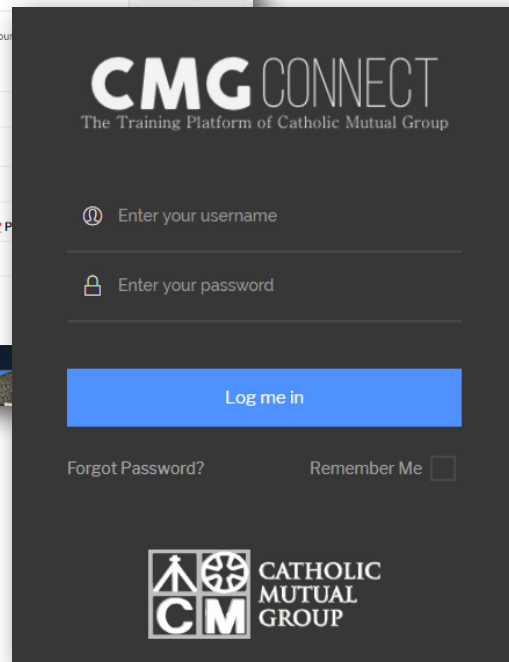 CMG CONNECT
The Training Platform of Catholic Mutual Group
Enter your username
Enter your password
Log me in
Forgot Password? Remember Me
CM
CATHOLIC
MUTUAL
GROUP